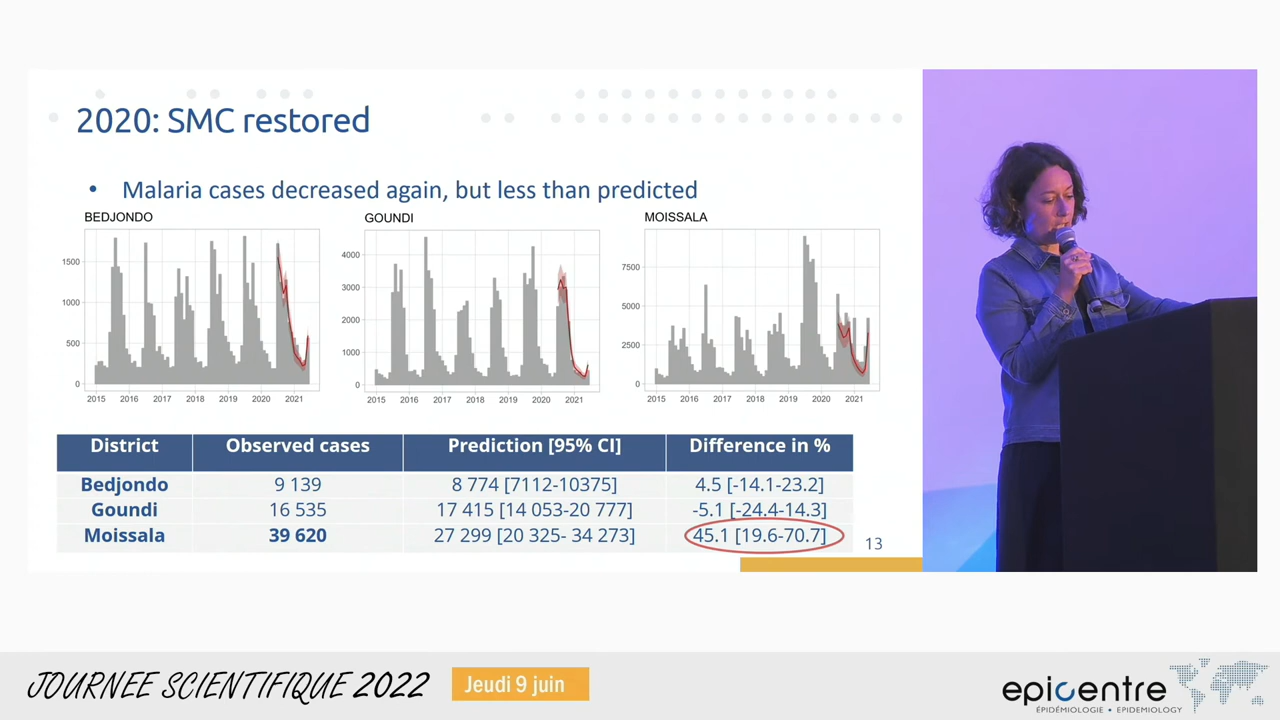 2020: SMC restored
• Malaria cases decreased again, but less than predicted
BEDJONDO
GOUNDI
MOISSALA
1500
1000
500
0
2015 2016 2017 2018 2019 2020 2021
4000
3000
2000
1000
0
2015 2016 2017 2018 2019 2020 2021
7500
5000
2500
0
2015 2016 2017 2018 2019 2020 2021
District Observed cases Prediction [95% CI] Difference in %
Bedjondo 9 139 8 774 [7112-10375] 4.5 [-14.1-23.2]
Goundi 16 535 17 415 [14 053-20 777] -5.1 [-24.4-14.3]
Moissala 39 620 27 299 [20 325- 34 273] 45.1 [19.6-70.7]
13
JOURNEE SCIENTIFIQUE 2022
Jeudi 9 juin
epicentre
ÉPIDÉMIOLOGIE • EPIDEMIOLOGY